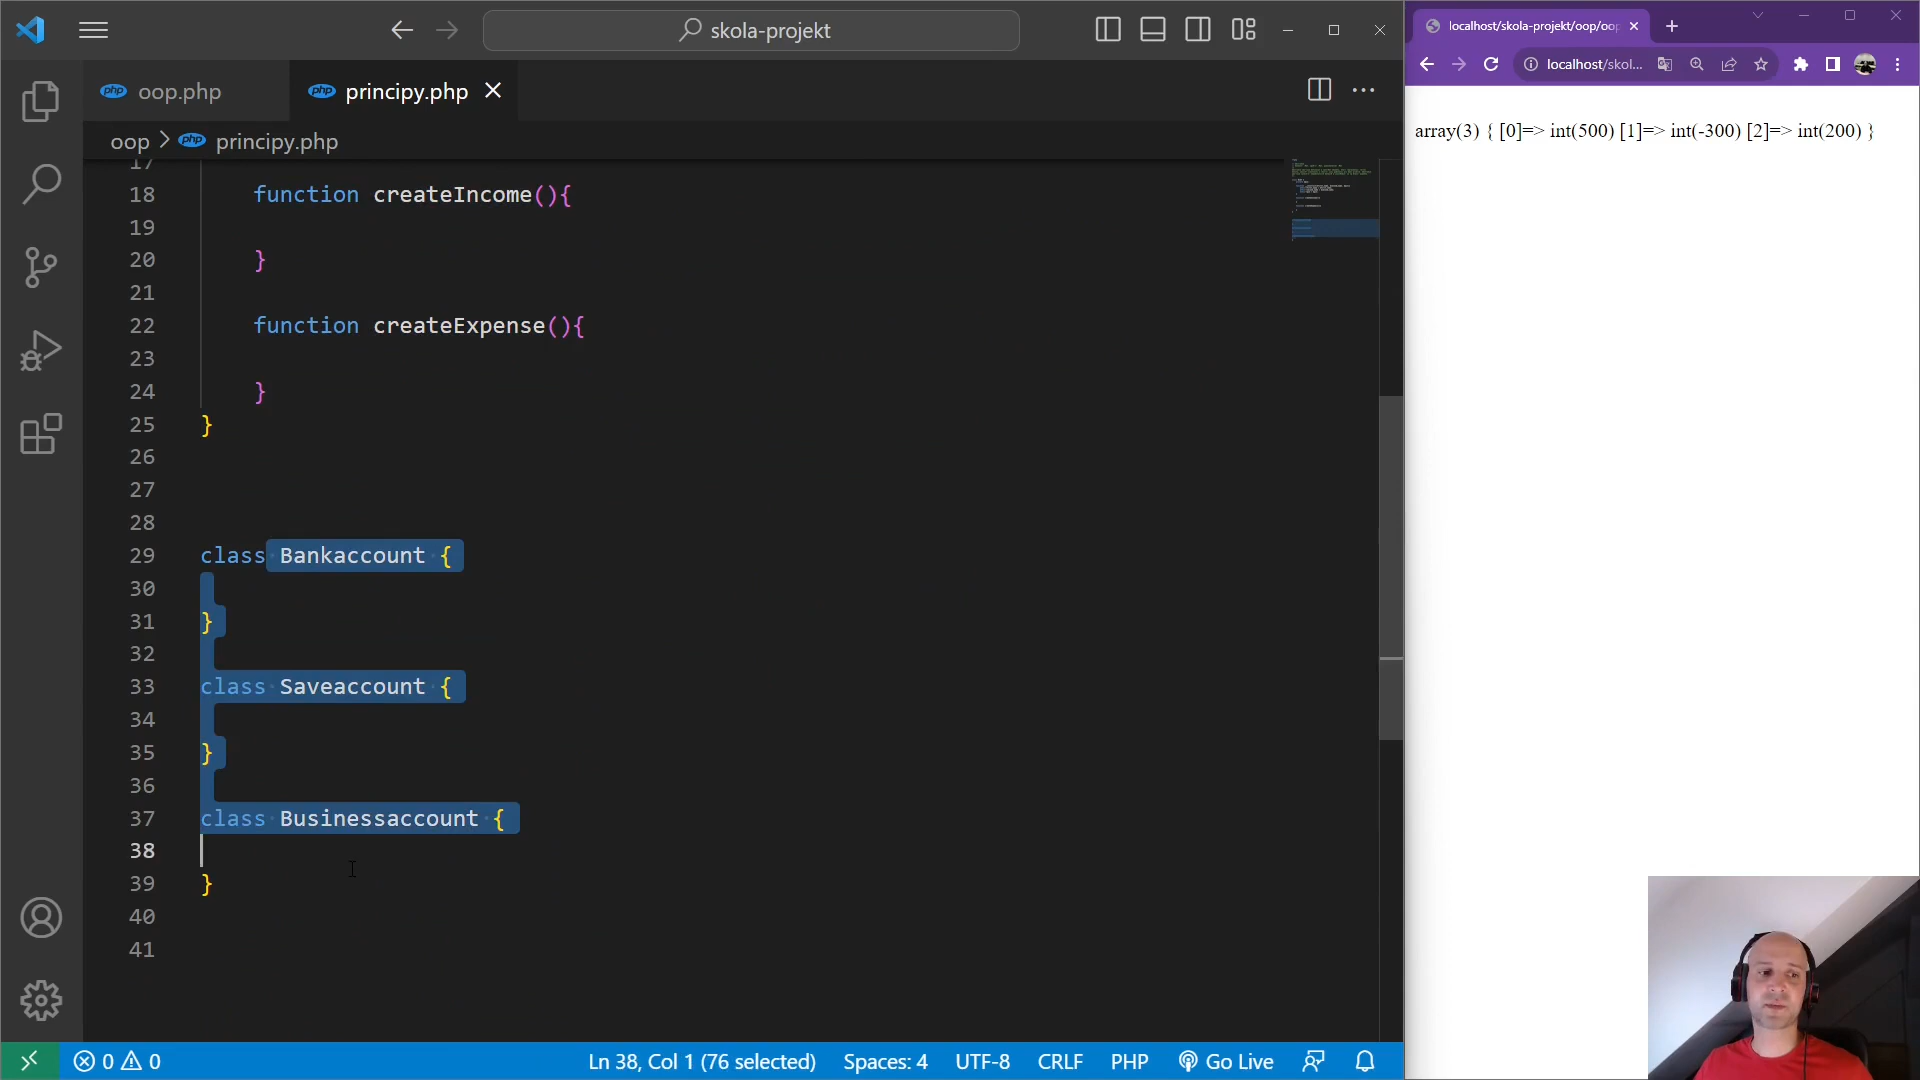 skola-projekt
oop.php
principy.php
oop > principy.php
17
18 function createIncome(){
19
20 }
21
22 function createExpense(){
23
24 }
25 }
26
27
28
29 class Bankaccount {
30
31 }
32
33 class Saveaccount {
34
35 }
36
37 class Businessaccount {
38
39 }
40
41
0 0
Ln 38, Col 1 (76 selected)
Spaces: 4
UTF-8
CRLF
PHP
Go Live
localhost/skola-projekt/oop/oop
localhost/skol...
array(3) { [0]=> int(500) [1]=> int(-300) [2]=> int(200) }